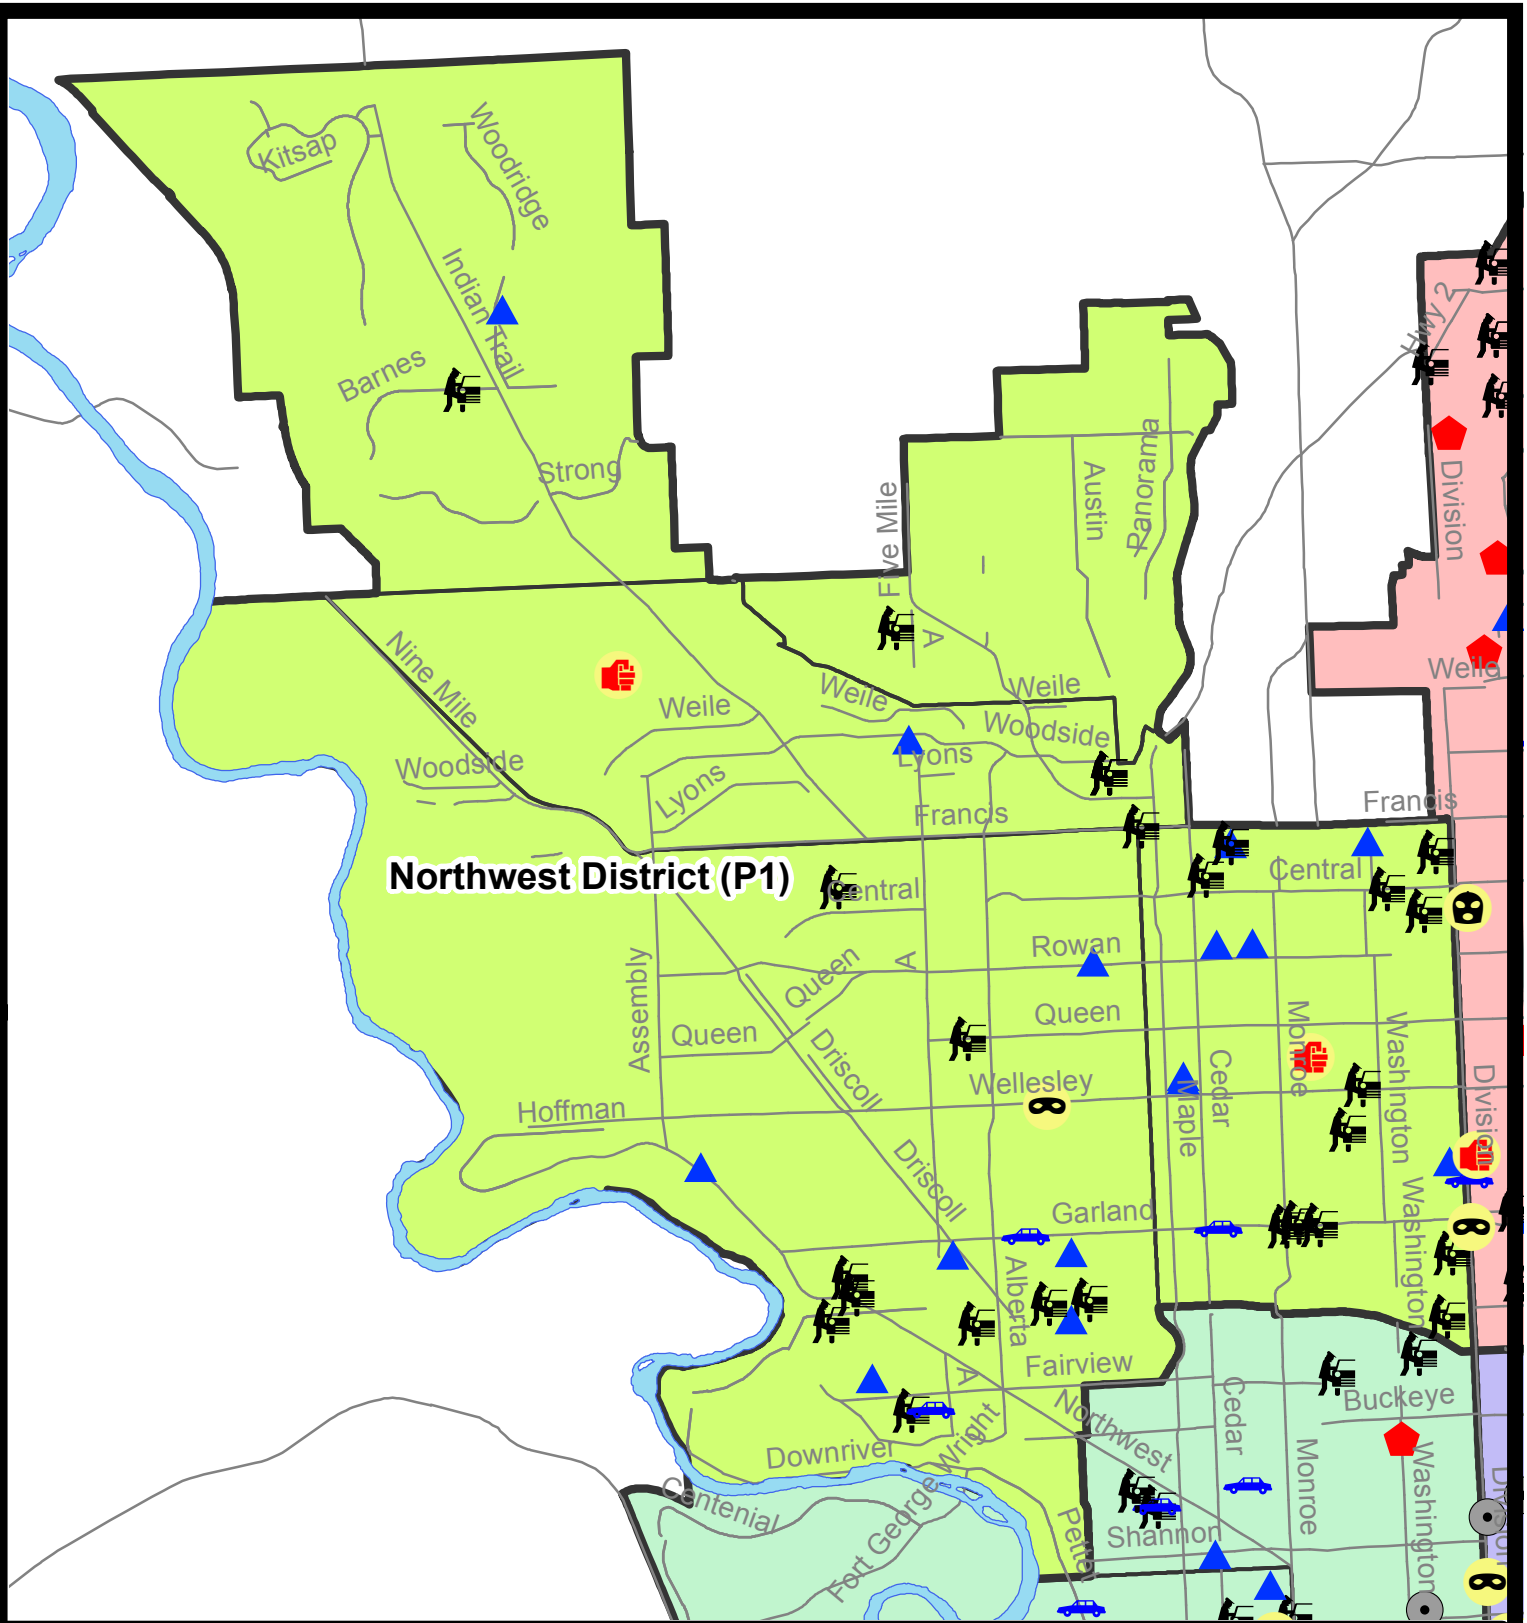 Kitsap
Woodridge
Indian Trail
Barnes
Hwy 2
Strong
Five Mile
Austin
Panorama
Division
Nine Mile
A
Weile
Weile
Weile
Weile
Woodside
Woodside
Lyons
Lyons
Francis
Francis
Northwest District (P1)
Central
Central
Rowan
A
Queen
Queen
Queen
Assembly
Driscoll
Monroe
Washington
Cedar
Maple
Division
Wellesley
Hoffman
Driscoll
Garland
Washington
Alberta
Fairview
A
Northwest
Cedar
Buckeye
Monroe
Washington
Division
Downriver
Fort George Wright
Centenial
Pettet
Shannon